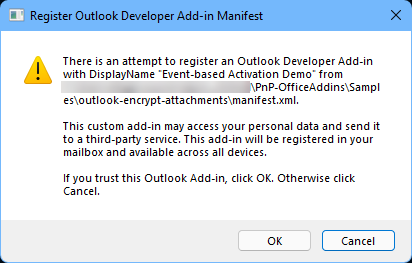 Register Outlook Developer Add-in Manifest
There is an attempt to register an Outlook Developer Add-in
with DisplayName "Event-based Activation Demo" from
\PnP-OfficeAddins\Sampl
es\outlook-encrypt-attachments\manifest.xml.
This custom add-in may access your personal data and send it
to a third-party service. This add-in will be registered in your
mailbox and available across all devices.
If you trust this Outlook Add-in, click OK. Otherwise click
Cancel.
OK
Cancel